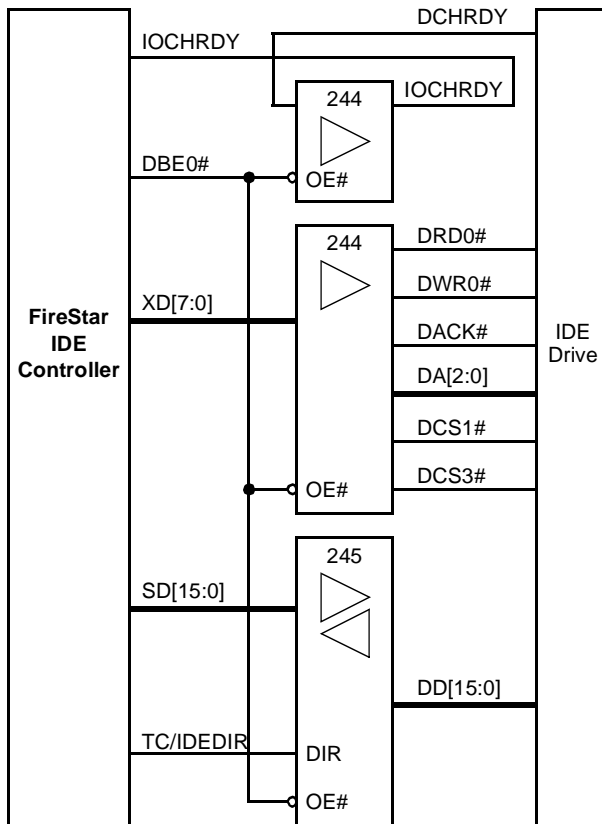 DCHRDY
IOCHRDY
244
IOCHRDY
DBE0#
OE#
244
DRD0#
DWR0#
XD[7:0]
FireStar
IDE
Controller
DACK#
IDE
Drive
DA[2:0]
DCS1#
DCS3#
OE#
245
SD[15:0]
DD[15:0]
TC/IDEDIR
DIR
OE#